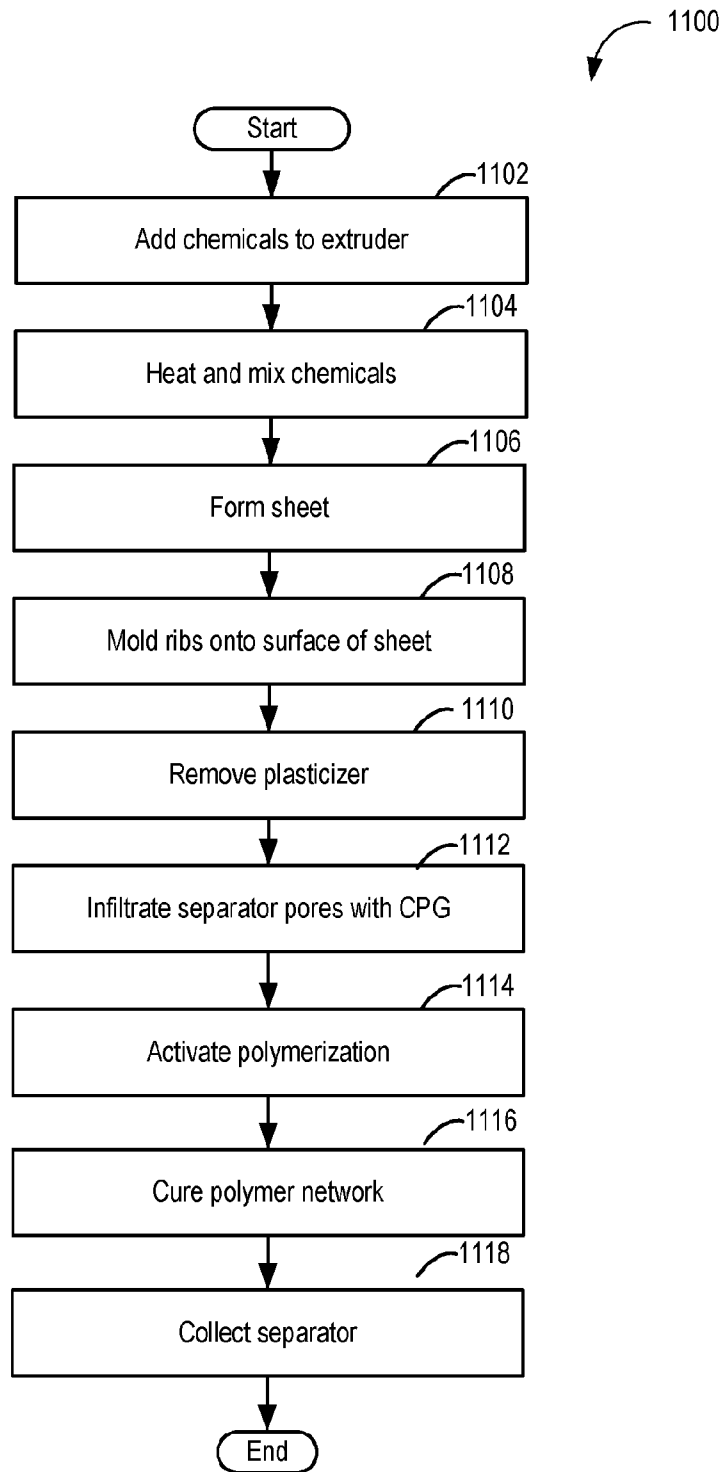 1100
Start
1102
Add chemicals to extruder
1104
Heat and mix chemicals
1106
Form sheet
1108
Mold ribs onto surface of sheet
1110
Remove plasticizer
1112
Infiltrate separator pores with CPG
1114
Activate polymerization
1116
Cure polymer network
1118
Collect separator
End